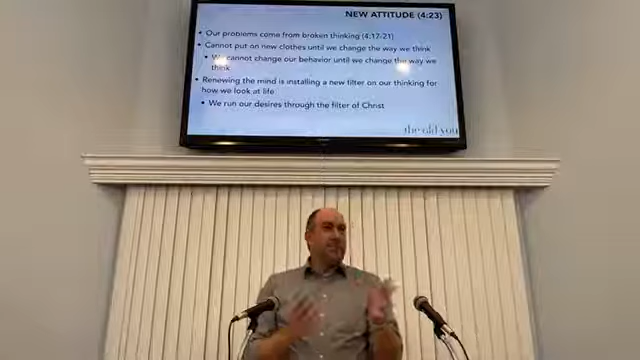 NEW ATTITUDE (4:23)
• Our problems come from broken thinking (4:17-21)
• Cannot put on new clothes until we change the way we think
• We cannot change our behavior until we change the way we
think
• Renewing the mind is installing a new filter on our thinking for
how we look at life
• We run our desires through the filter of Christ
the old you